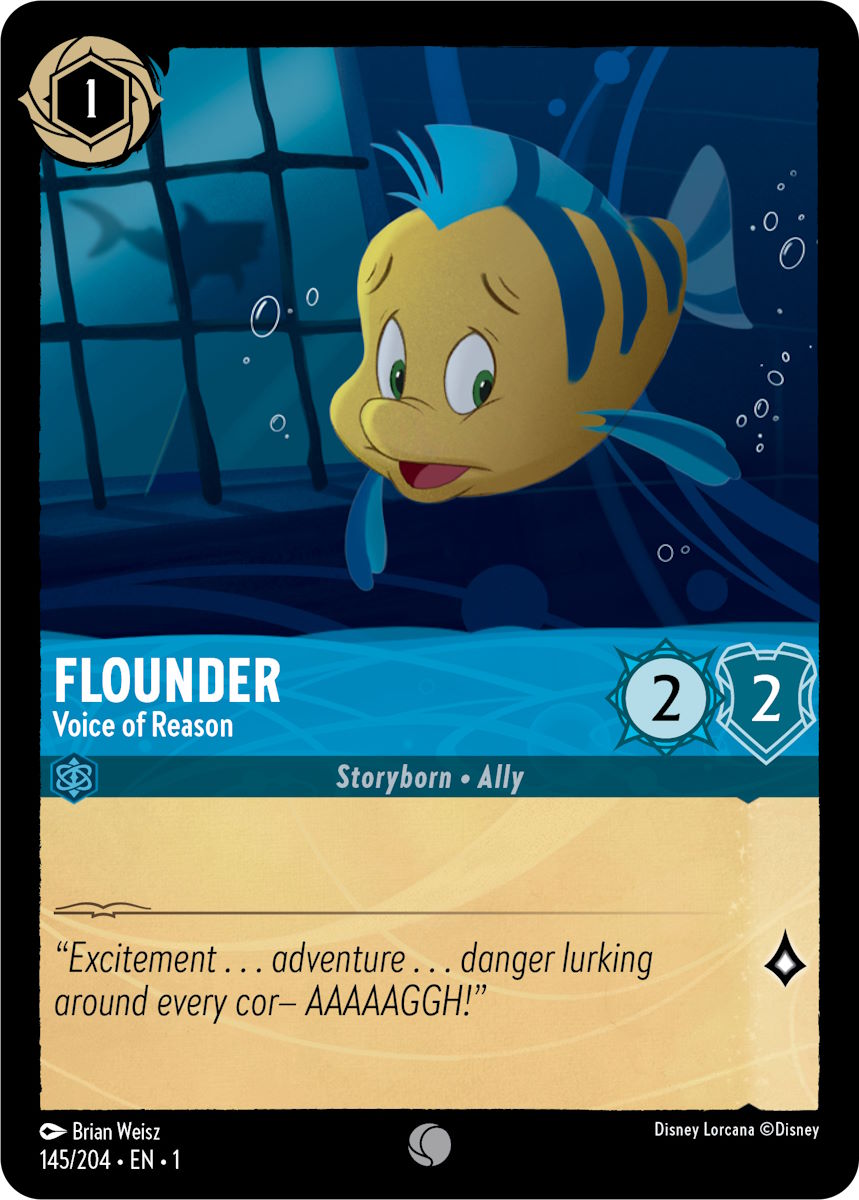 1
FLOUNDER
Voice of Reason
2
2
Storyborn • Ally
“Excitement . . . adventure . . . danger lurking
around every cor– AAAAAGGH!”
Brian Weisz
Disney Lorcana ©Disney
145/204 • EN • 1